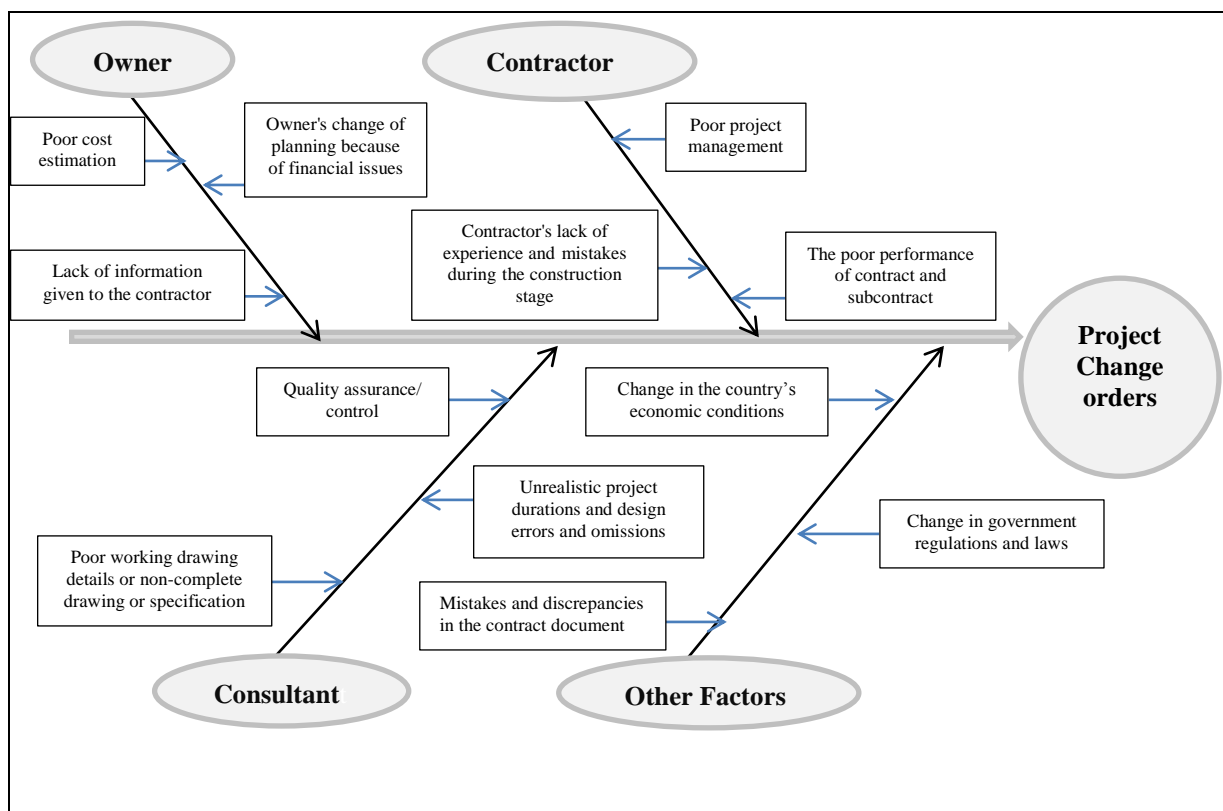 Owner
Contractor
Poor cost
estimation
Owner's change of
planning because
of financial issues
Poor project
management
Lack of information
given to the contractor
Contractor's lack of
experience and mistakes
during the construction
stage
The poor performance
of contract and
subcontract
Project
Change
orders
Quality assurance/
control
Change in the country’s
economic conditions
Unrealistic project
durations and design
errors and omissions
Change in government
regulations and laws
Poor working drawing
details or non-complete
drawing or specification
Mistakes and discrepancies
in the contract document
Consultant
Other Factors